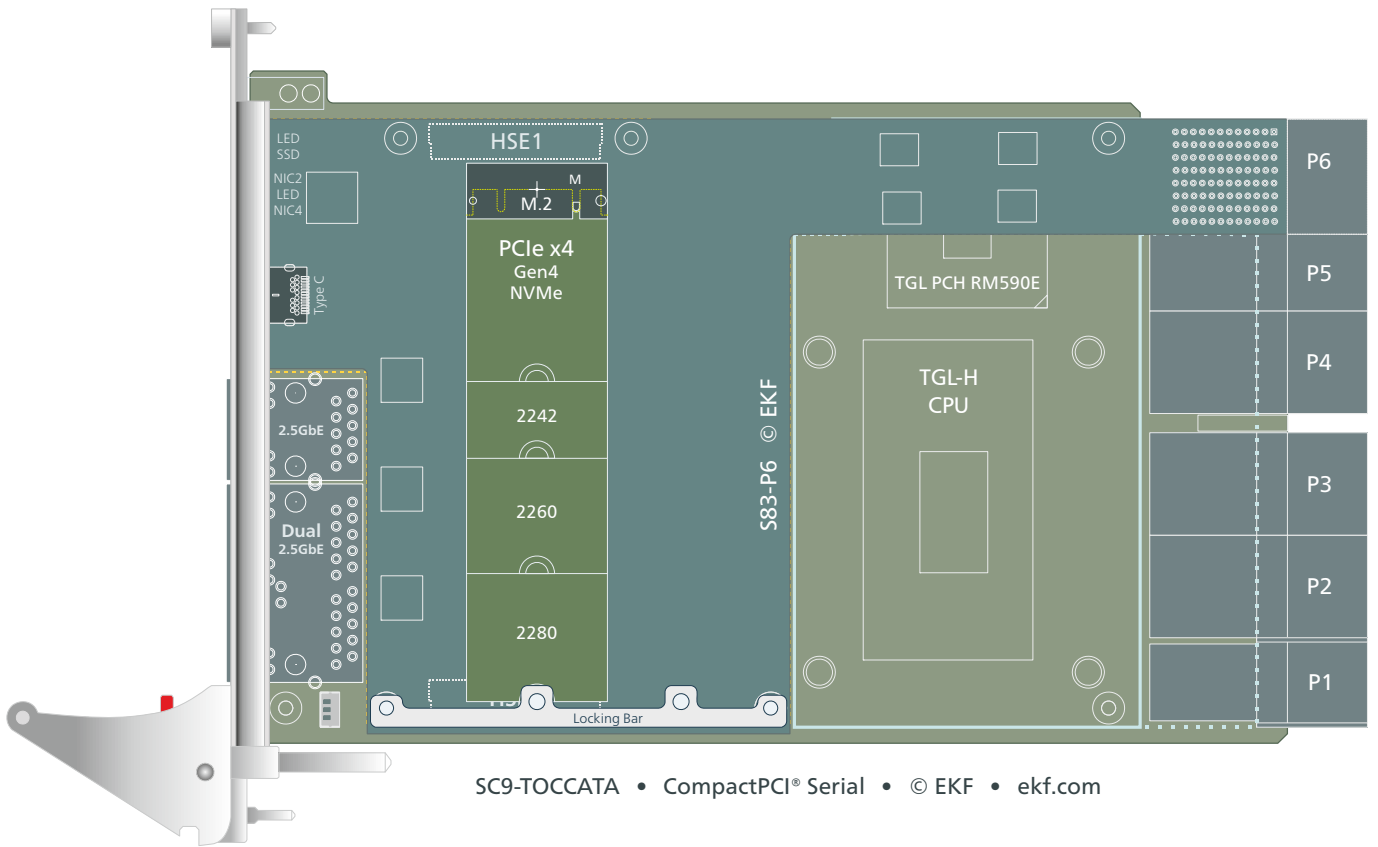 LED
SSD
NIC2
LED
NIC4
HSE1
M
M.2
PCIe x4
Gen4
NVMe
Type C
2.5GbE
Dual
2.5GbE
2242
2260
2280
Locking Bar
S83-P6 © EKF
TGL PCH RM590E
TGL-H
CPU
P6
P5
P4
P3
P2
P1
SC9-TOCCATA • CompactPCI® Serial • © EKF • ekf.com